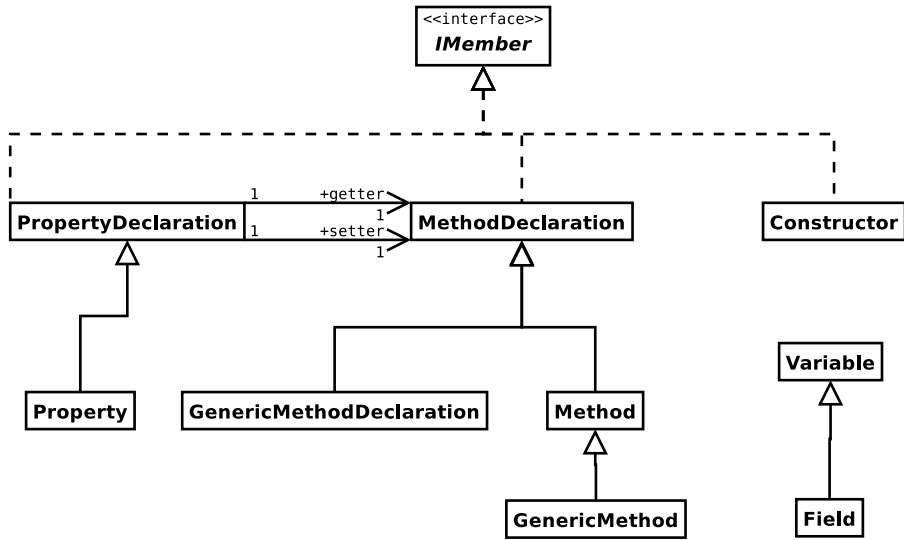 <<interface>>
IMember
1 +getter
PropertyDeclaration
1
MethodDeclaration
Constructor
1 +setter
1
Variable
Property
GenericMethodDeclaration
Method
GenericMethod
Field